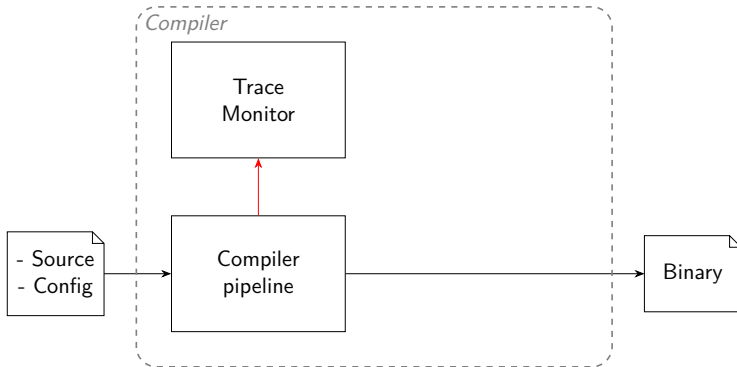 Compiler
Trace
Monitor
- Source
- Config
Compiler
pipeline
Binary